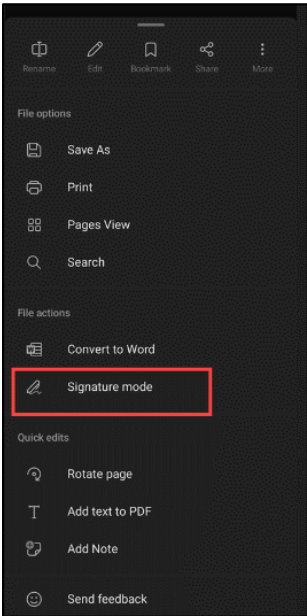 Rename Edit Bookmark Share More
File options
Save As
Print
Pages View
Search
File actions
Convert to Word
Signature mode
Quick edits
Rotate page
Add text to PDF
Add Note
Send feedback